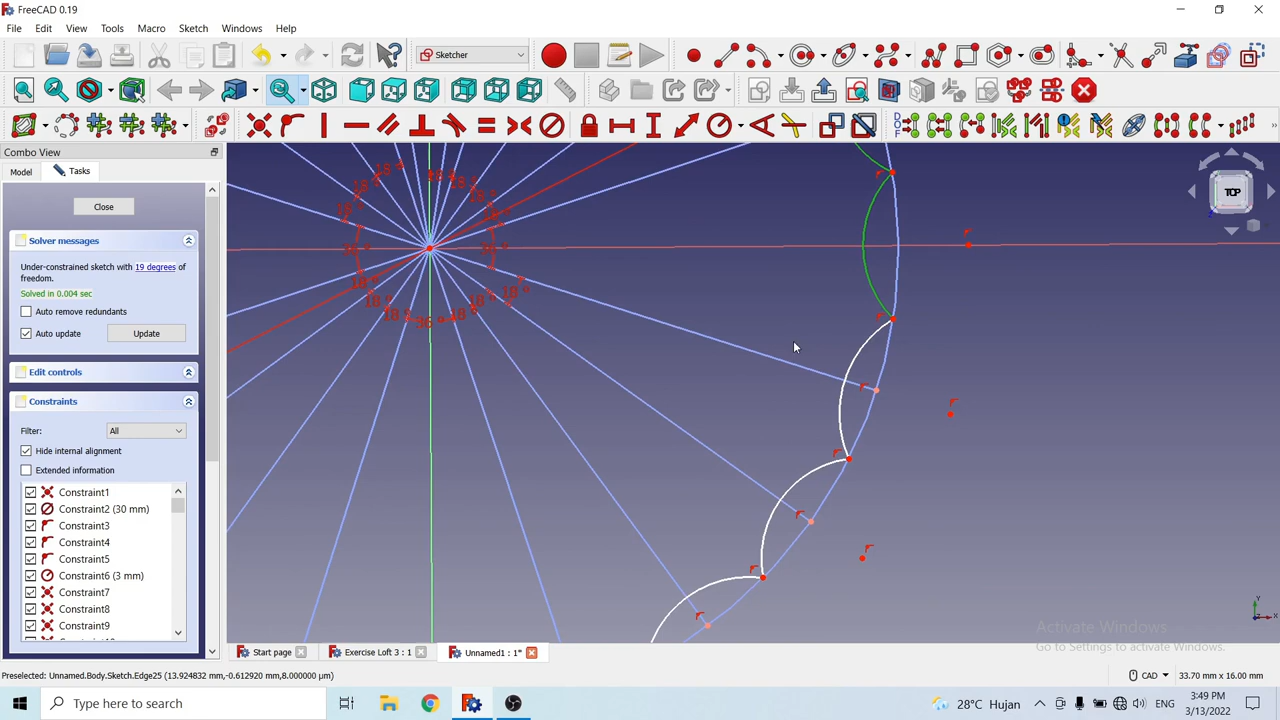 FreeCAD 0.19
File Edit View Tools Macro Sketch Windows Help
Sketcher
Combo View
Model Tasks
Close
Solver messages
Under-constrained sketch with 19 degrees of
freedom.
Solved in 0.004 sec
Auto remove redundants
Auto update Update
Edit controls
Constraints
Filter: All
Hide internal alignment
Extended information
Constraint1
Constraint2 (30 mm)
Constraint3
Constraint4
Constraint5
Constraint6 (3 mm)
Constraint7
Constraint8
Constraint9
TOP
Activate Windows
Go to Settings to activate Windows.
Start page Exercise Loft 3 : 1 Unnamed1 : 1*
Preselected: Unnamed.Body.Sketch.Edge25 (13.924832 mm,-0.612920 mm,8.000000 µm) CAD 33.70 mm x 16.00 mm
Type here to search 28°C Hujan ENG 3:49 PM
3/13/2022